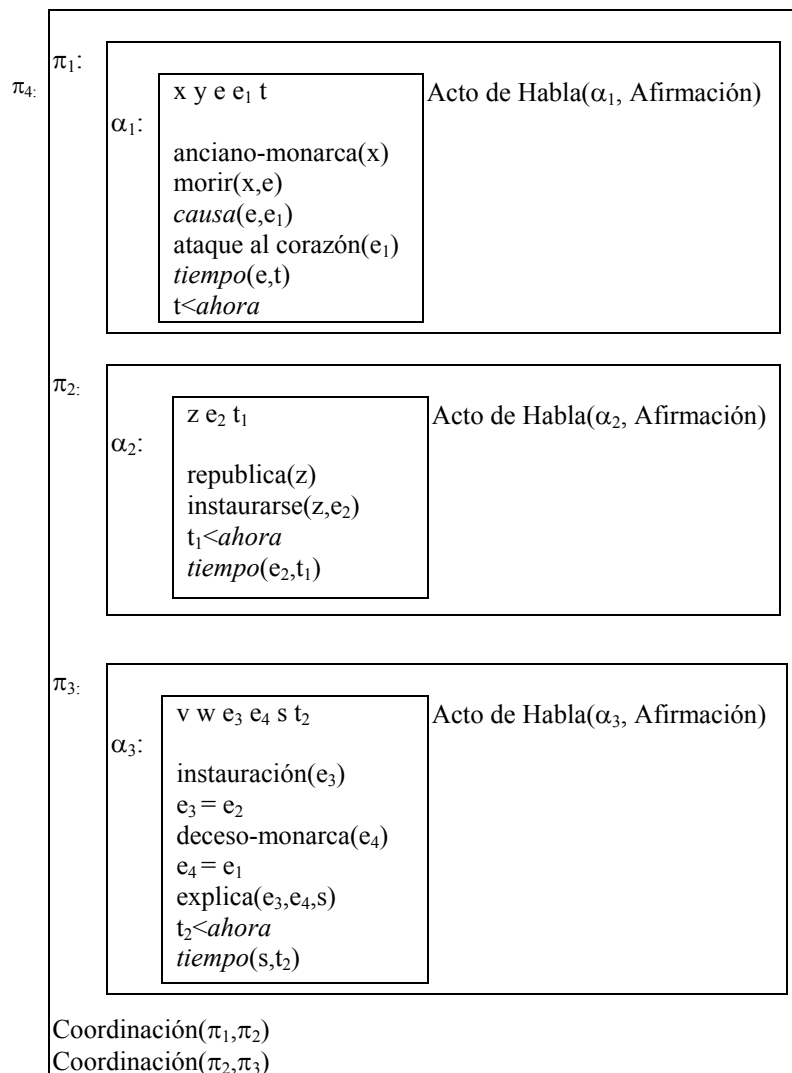 π₁:
π₄:
x y e e₁ t Acto de Habla(α₁, Afirmación)
α₁:
anciano-monarca(x)
morir(x,e)
causa(e,e₁)
ataque al corazón(e₁)
tiempo(e,t)
t<ahora
π₂:
z e₂ t₁ Acto de Habla(α₂, Afirmación)
α₂:
republica(z)
instaurarse(z,e₂)
t₁<ahora
tiempo(e₂,t₁)
π₃:
v w e₃ e₄ s t₂ Acto de Habla(α₃, Afirmación)
α₃:
instauración(e₃)
e₃ = e₂
deceso-monarca(e₄)
e₄ = e₁
explica(e₃,e₄,s)
t₂<ahora
tiempo(s,t₂)
Coordinación(π₁,π₂)
Coordinación(π₂,π₃)